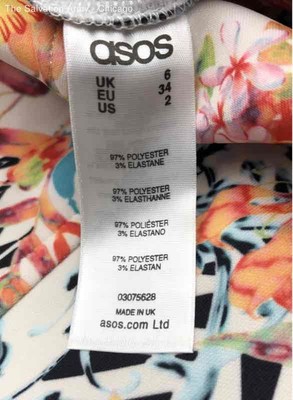 The Salvation Army Chicago
asos
UK 6
EU 34
US 2
97% POLYESTER
3% ELASTANE
97% POLYESTER
3% ELASTHANNE
97% POLIÉSTER
3% ELASTANO
97% POLYESTER
3% ELASTAN
03075628
MADE IN UK
asos.com Ltd